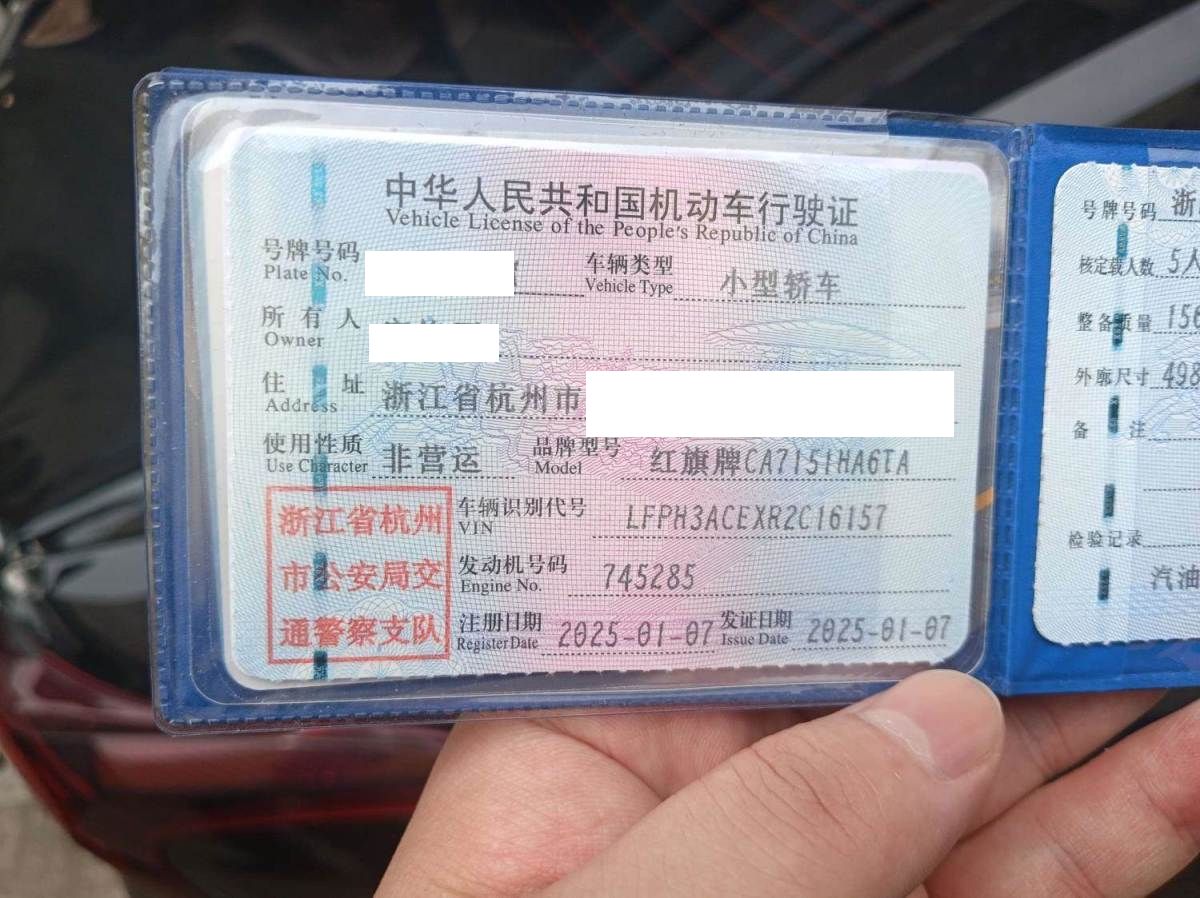 中华人民共和国机动车行驶证
Vehicle License of the People's Republic of China
号牌号码 车辆类型 小型轿车
Plate No. Vehicle Type
所有人
Owner
住址 浙江省杭州市
Address
使用性质 非营运 品牌型号 红旗牌CA7151HA6TA
Use Character Model
浙江省杭州
市公安局交
通警察支队
车辆识别代号 LFPH3ACEXR2C16157
VIN
发动机号码 745285
Engine No.
注册日期 2025-01-07 发证日期 2025-01-07
Register Date Issue Date
号牌号码 浙
核定载人数 5人
整备质量 156
外廓尺寸 498
备注
检验记录
汽油